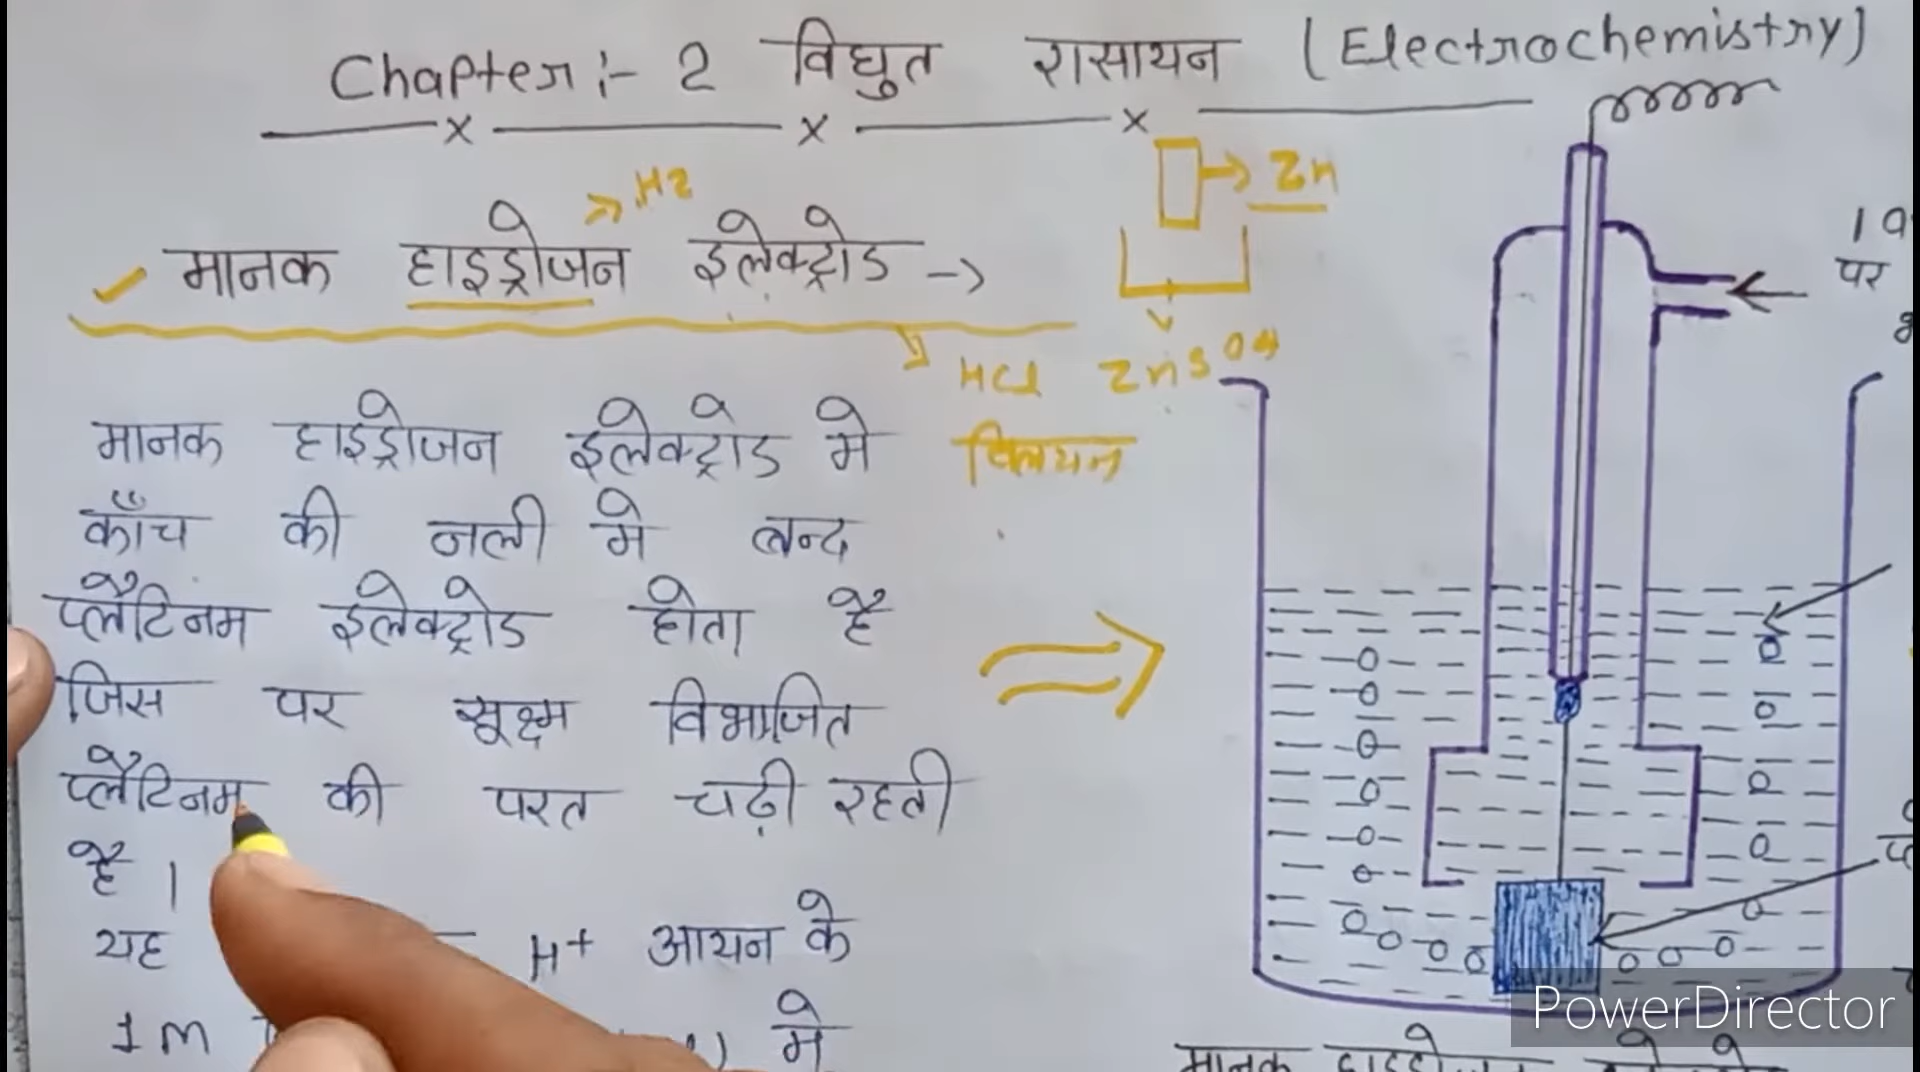 Chapter :- 2 विद्युत रासायन (Electrochemistry)
H2
Zn
मानक हाइड्रोजन इलेक्ट्रोड
पर
HCl ZnSO4
विलयन
मानक हाइड्रोजन इलेक्ट्रोड मे
काँच की नली मे बन्द
प्लैटिनम इलेक्ट्रोड होता है
जिस पर सूक्ष्म विभाजित
प्लैटिनम की परत चढ़ी रहती
है।
यह H+ आयन के
1M मे
PowerDirector
मानक